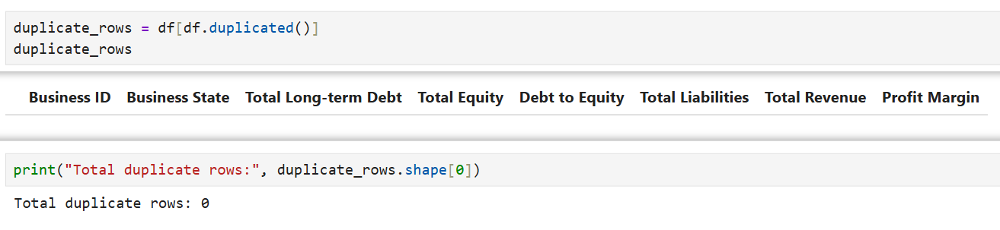 duplicate_rows = df[df.duplicated()]
duplicate_rows
Business ID Business State Total Long-term Debt Total Equity Debt to Equity Total Liabilities Total Revenue Profit Margin
print("Total duplicate rows:", duplicate_rows.shape[0])
Total duplicate rows: 0